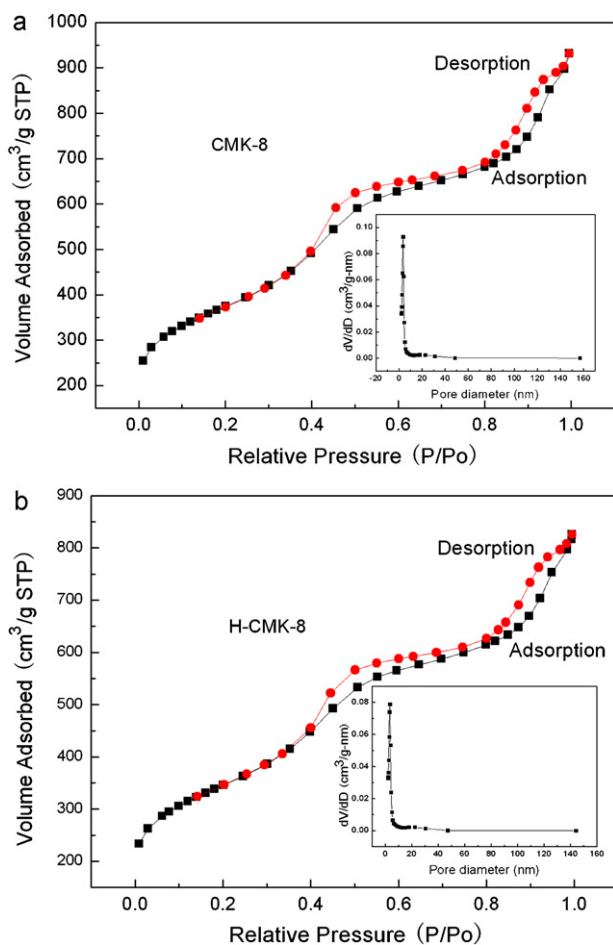 a
1000
900
800
700
600
500
400
300
200
Volume Adsorbed (cm³/g STP)
CMK-8
Desorption
Adsorption
0.10
0.08
0.06
0.04
0.02
0.00
dV/dD (cm³/g-nm)
-20 0 20 40 60 80 100 120 140 160
Pore diameter (nm)
0.0 0.2 0.4 0.6 0.8 1.0
Relative Pressure (P/Po)
b
900
800
700
600
500
400
300
200
Volume Adsorbed (cm³/g STP)
H-CMK-8
Desorption
Adsorption
0.08
0.06
0.04
0.02
0.00
dV/dD (cm³/g-nm)
0 20 40 60 80 100 120 140 160
Pore diameter (nm)
0.0 0.2 0.4 0.6 0.8 1.0
Relative Pressure (P/Po)